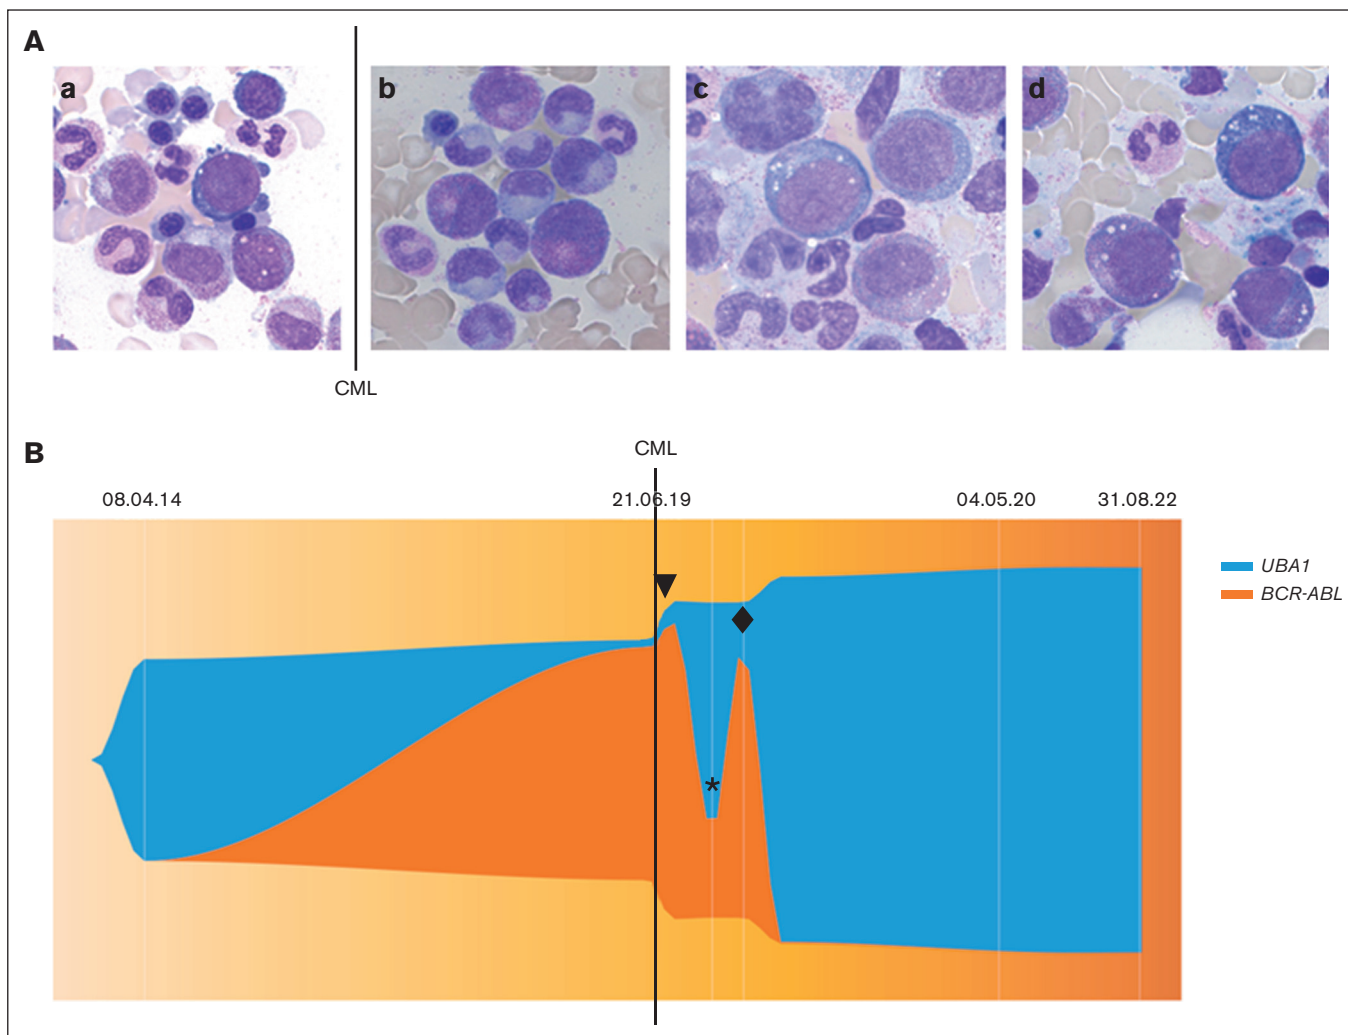 A
a
b
c
d
CML
B
CML
08.04.14
21.06.19
04.05.20
31.08.22
UBA1
BCR-ABL
*